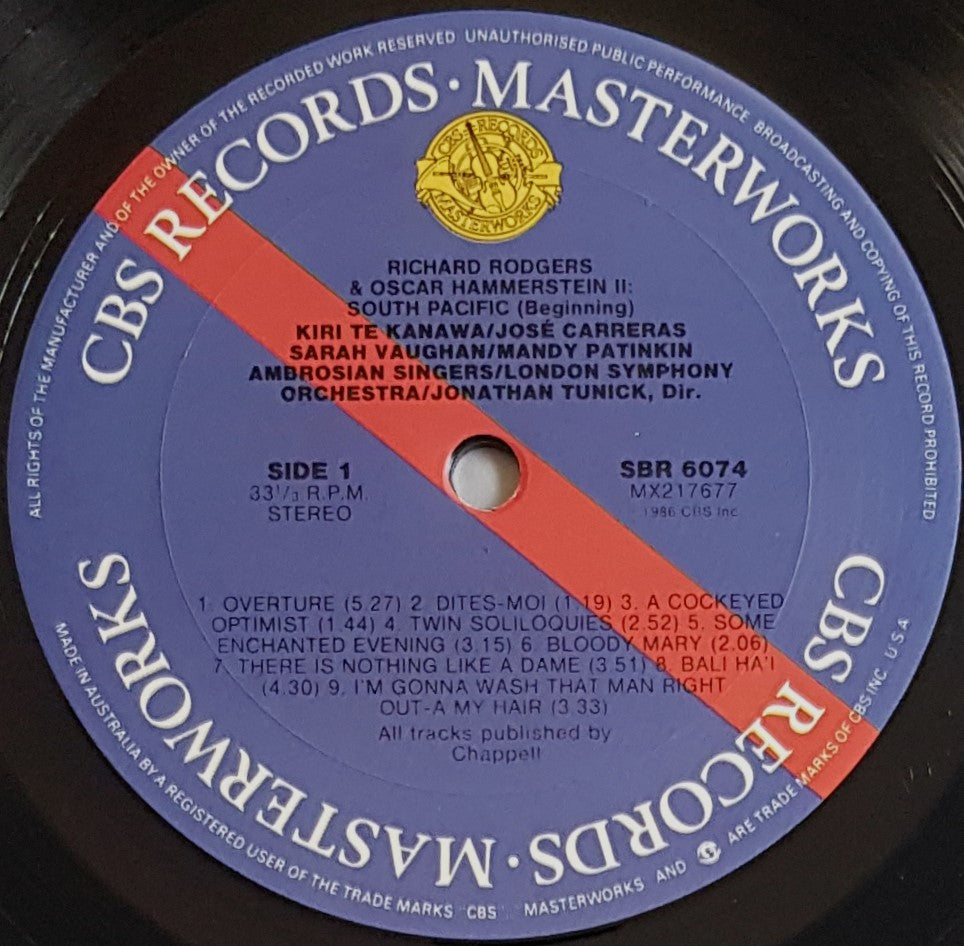 ALL RIGHTS OF THE MANUFACTURER AND OF THE OWNER OF THE RECORDED WORK RESERVED UNAUTHORISED PUBLIC PERFORMANCE BROADCASTING AND COPYING OF THIS RECORD PROHIBITED
CBS RECORDS · MASTERWORKS
CBS RECORDS
MASTERWORKS
RICHARD RODGERS
& OSCAR HAMMERSTEIN II:
SOUTH PACIFIC (Beginning)
KIRI TE KANAWA/JOSÉ CARRERAS
SARAH VAUGHAN/MANDY PATINKIN
AMBROSIAN SINGERS/LONDON SYMPHONY
ORCHESTRA/JONATHAN TUNICK, Dir.
SIDE 1
33⅓ R.P.M.
STEREO
SBR 6074
MX217677
1986 CBS Inc
1. OVERTURE (5.27) 2. DITES-MOI (1.19) 3. A COCKEYED
OPTIMIST (1.44) 4. TWIN SOLILOQUIES (2.52) 5. SOME
ENCHANTED EVENING (3.15) 6. BLOODY MARY (2.06)
7. THERE IS NOTHING LIKE A DAME (3.51) 8. BALI HA'I
(4.30) 9. I'M GONNA WASH THAT MAN RIGHT
OUT-A MY HAIR (3.33)
All tracks published by
Chappell
CBS RECORDS · MASTERWORKS
MADE IN AUSTRALIA BY A REGISTERED USER OF THE TRADE MARKS "CBS", MASTERWORKS AND ARE TRADE MARKS OF CBS INC. U.S.A